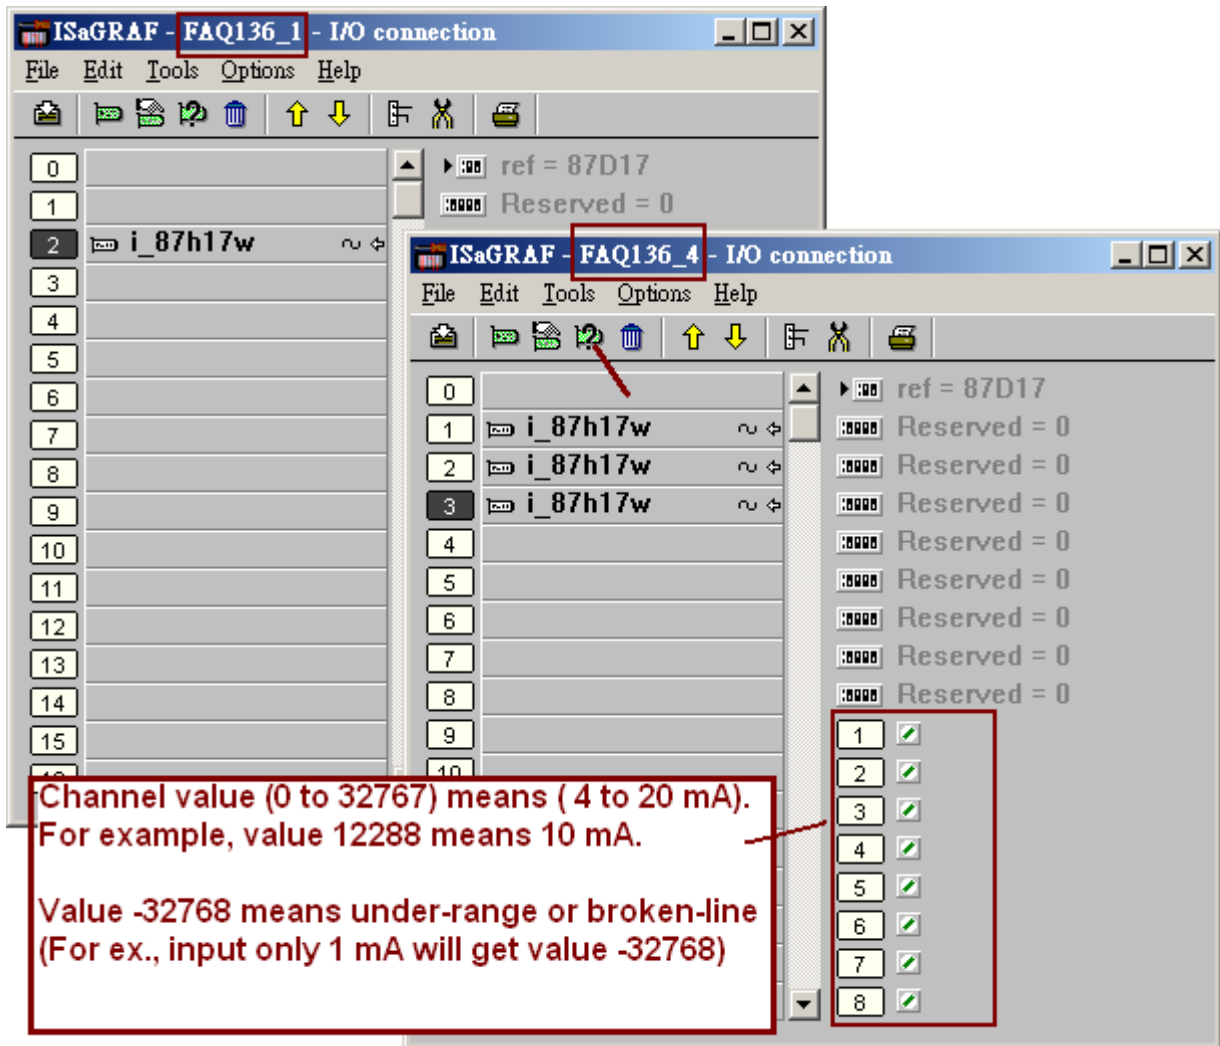 ISaGRAF - FAQ136_1 - I/O connection
File Edit Tools Options Help
0
1
2 i_87h17w
3
4
5
6
7
8
9
10
11
12
13
14
15
ref = 87D17
Reserved = 0
ISaGRAF - FAQ136_4 - I/O connection
File Edit Tools Options Help
0
1 i_87h17w
2 i_87h17w
3 i_87h17w
4
5
6
7
8
9
10
ref = 87D17
Reserved = 0
Reserved = 0
Reserved = 0
Reserved = 0
Reserved = 0
Reserved = 0
Reserved = 0
Reserved = 0
1
2
3
4
5
6
7
8
Channel value (0 to 32767) means ( 4 to 20 mA).
For example, value 12288 means 10 mA.
Value -32768 means under-range or broken-line
(For ex., input only 1 mA will get value -32768)